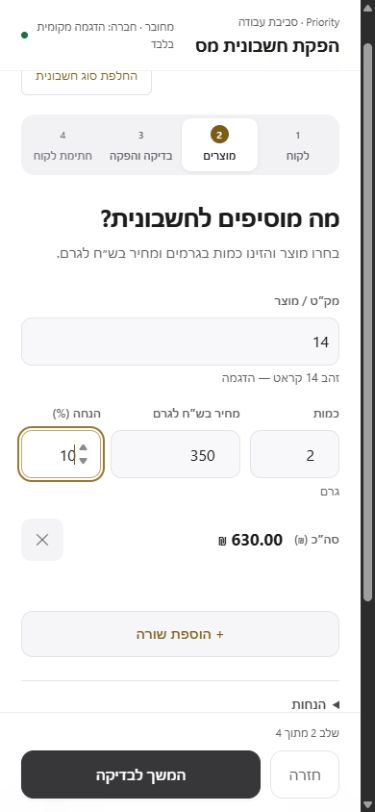 Priority · סביבת עבודה
הפקת חשבונית מס
מחובר · חברה: הדגמה מקומית
בלבד
החלפת סוג חשבונית
1
לקוח
2
מוצרים
3
בדיקה והפקה
4
חתימת לקוח
מה מוסיפים לחשבונית?
בחרו מוצר והזינו כמות בגרמים ומחיר בש״ח לגרם.
מק״ט / מוצר
14
זהב 14 קראט — הדגמה
כמות
מחיר בש״ח לגרם
הנחה (%)
2
350
10
גרם
סה״כ (₪) 630.00 ₪
+ הוספת שורה
הנחות
שלב 2 מתוך 4
חזרה
המשך לבדיקה